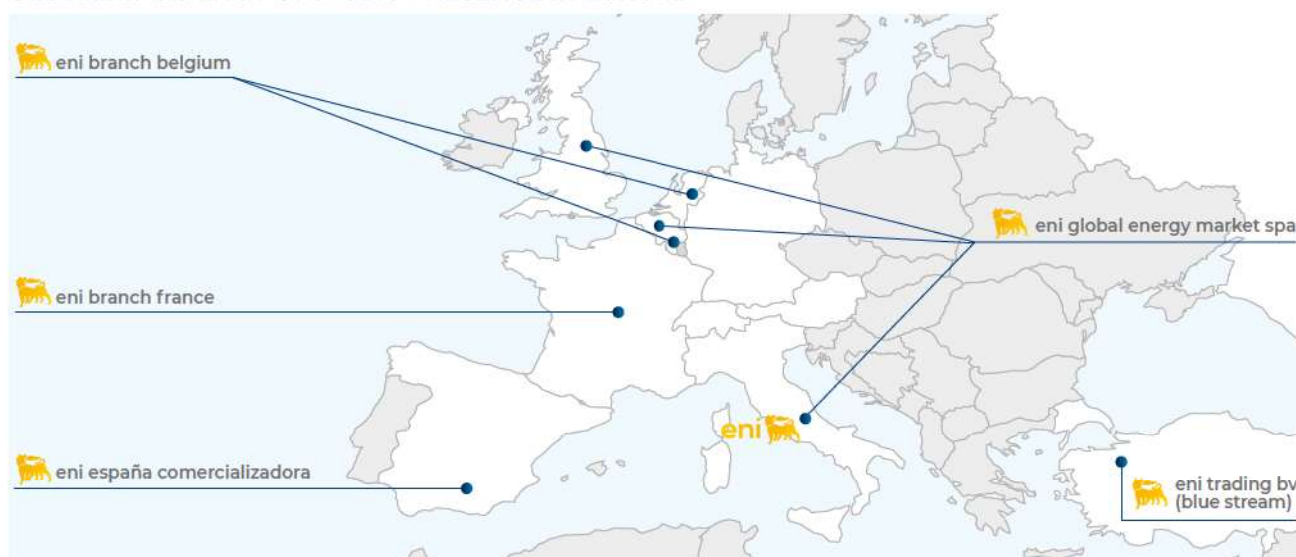 eni branch belgium
eni global energy market spa
eni branch france
eni
eni españa comercializadora
eni trading bv
(blue stream)